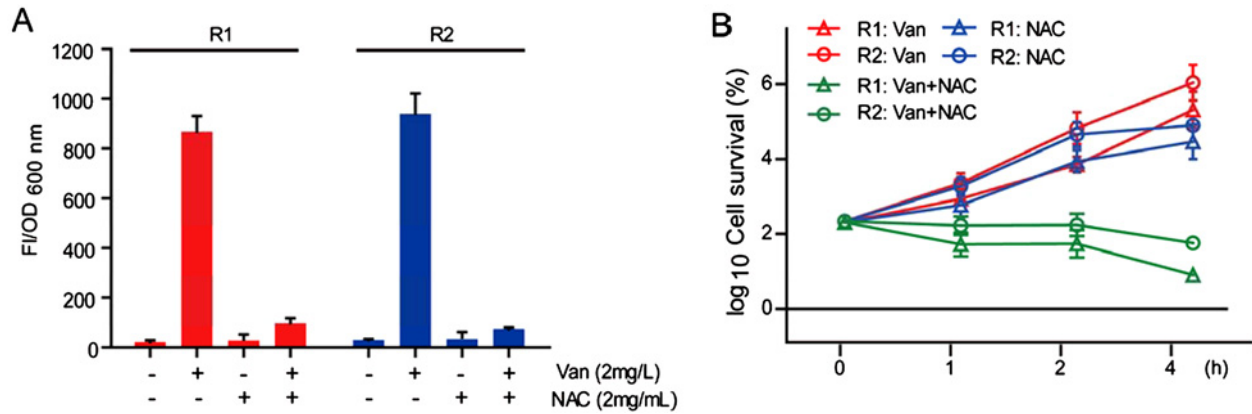 A
R1
R2
1200
1000
800
600
400
200
0
FI/OD 600 nm
- + - + - + - + Van (2mg/L)
- - + + - - + + NAC (2mg/mL)
B
R1: Van
R1: NAC
R2: Van
R2: NAC
R1: Van+NAC
R2: Van+NAC
6
4
2
0
log10 Cell survival (%)
0 1 2 4 (h)